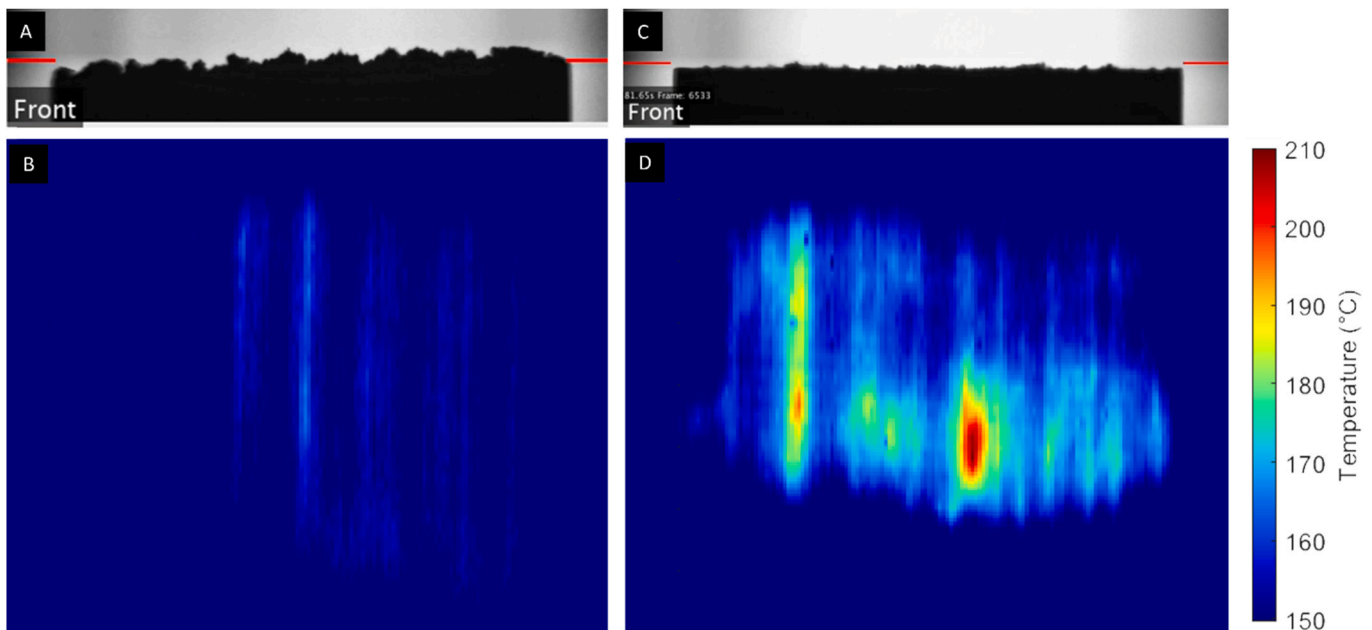 A
Front
C
81.65s Frame: 6533
Front
B
D
210
200
190
180
170
160
150
Temperature (°C)